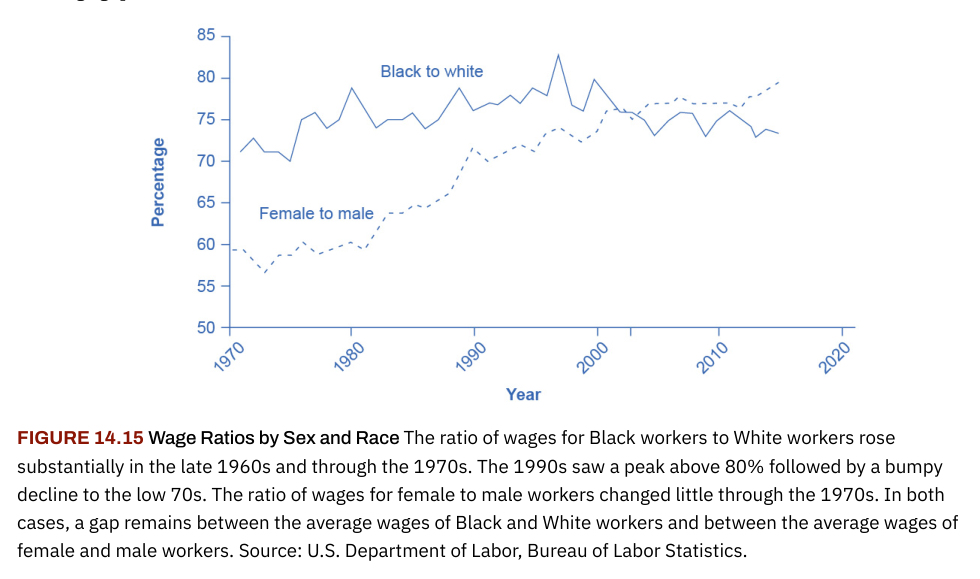 85
80
75
70
65
60
55
50
Percentage
Black to white
Female to male
1970
1980
1990
2000
2010
2020
Year
FIGURE 14.15 Wage Ratios by Sex and Race The ratio of wages for Black workers to White workers rose
substantially in the late 1960s and through the 1970s. The 1990s saw a peak above 80% followed by a bumpy
decline to the low 70s. The ratio of wages for female to male workers changed little through the 1970s. In both
cases, a gap remains between the average wages of Black and White workers and between the average wages of
female and male workers. Source: U.S. Department of Labor, Bureau of Labor Statistics.